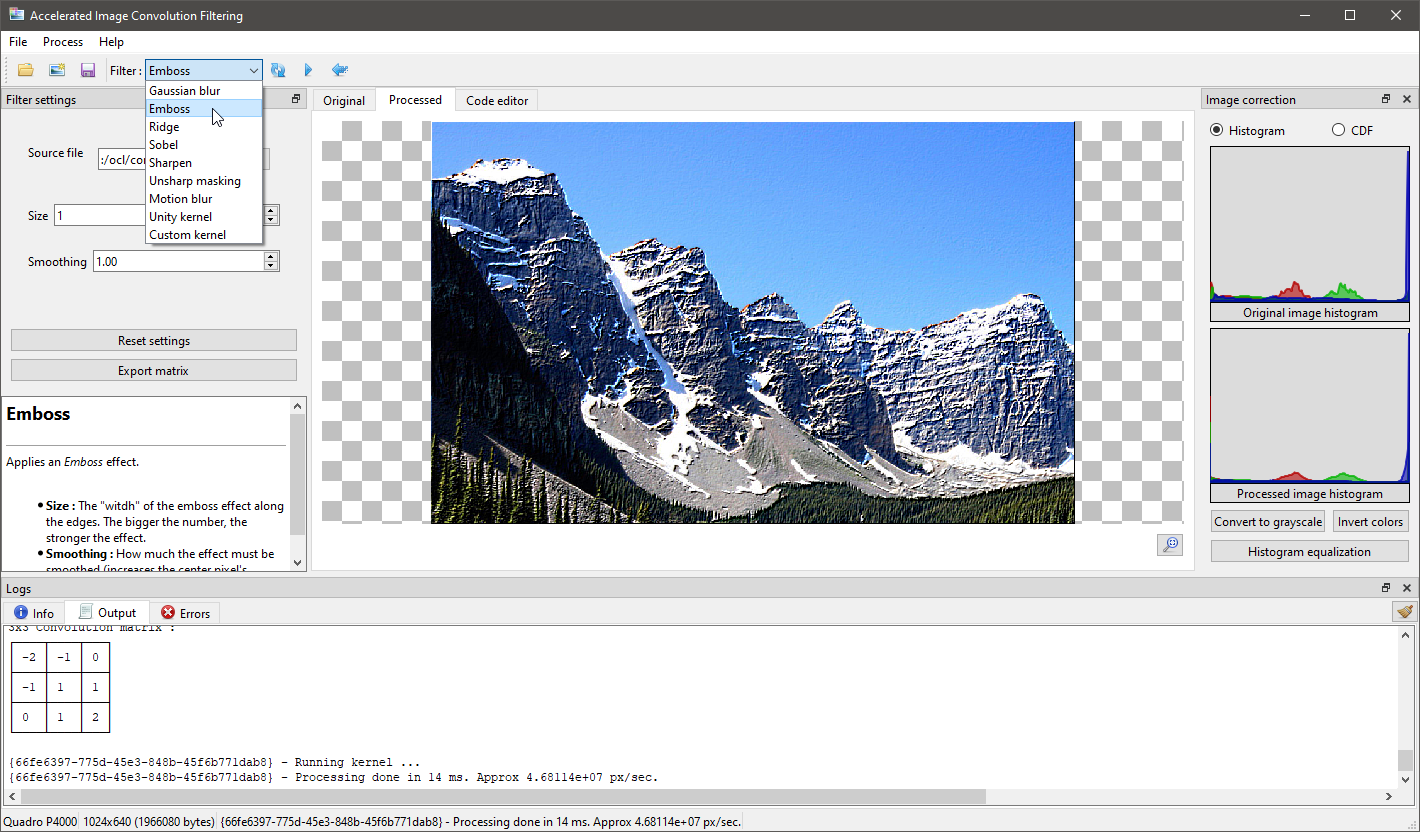 Accelerated Image Convolution Filtering
File Process Help
Filter : Emboss
Gaussian blur
Emboss
Ridge
Sobel
Sharpen
Unsharp masking
Motion blur
Unity kernel
Custom kernel
Filter settings
Source file :/ocl/co
Size 1
Smoothing 1.00
Reset settings
Export matrix
Emboss
Applies an Emboss effect.
Size : The "witdh" of the emboss effect along
the edges. The bigger the number, the
stronger the effect.
Smoothing : How much the effect must be
smoothed (increases the center pixel's
Original Processed Code editor
Image correction
Histogram CDF
Original image histogram
Processed image histogram
Convert to grayscale Invert colors
Histogram equalization
Logs
Info Output Errors
3x3 Convolution matrix :
-2 -1 0
-1 1 1
0 1 2
{66fe6397-775d-45e3-848b-45f6b771dab8} - Running kernel ...
{66fe6397-775d-45e3-848b-45f6b771dab8} - Processing done in 14 ms. Approx 4.68114e+07 px/sec.
Quadro P4000 1024x640 (1966080 bytes) {66fe6397-775d-45e3-848b-45f6b771dab8} - Processing done in 14 ms. Approx 4.68114e+07 px/sec.